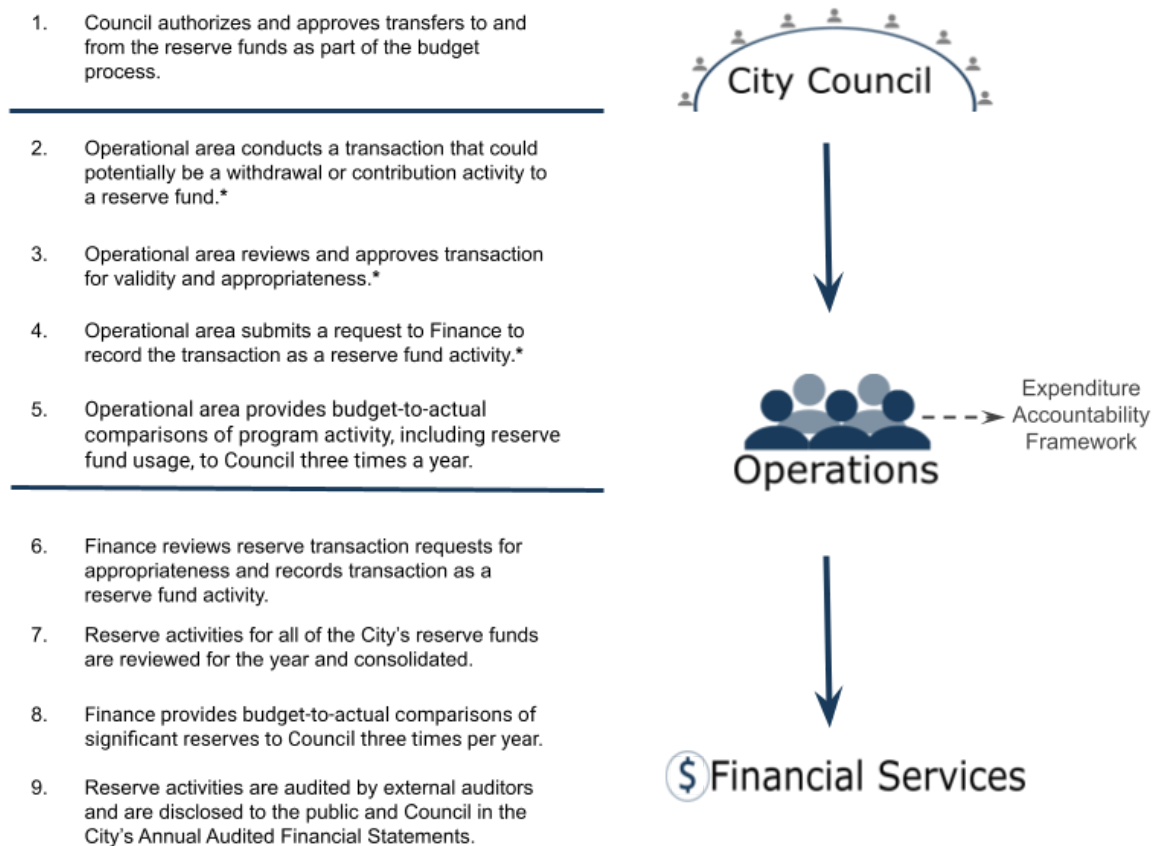 1. Council authorizes and approves transfers to and
from the reserve funds as part of the budget
process.
City Council
2. Operational area conducts a transaction that could
potentially be a withdrawal or contribution activity to
a reserve fund.*
3. Operational area reviews and approves transaction
for validity and appropriateness.*
4. Operational area submits a request to Finance to
record the transaction as a reserve fund activity.*
5. Operational area provides budget-to-actual
comparisons of program activity, including reserve
fund usage, to Council three times a year.
Operations
Expenditure
Accountability
Framework
6. Finance reviews reserve transaction requests for
appropriateness and records transaction as a
reserve fund activity.
7. Reserve activities for all of the City's reserve funds
are reviewed for the year and consolidated.
8. Finance provides budget-to-actual comparisons of
significant reserves to Council three times per year.
9. Reserve activities are audited by external auditors
and are disclosed to the public and Council in the
City's Annual Audited Financial Statements.
$ Financial Services